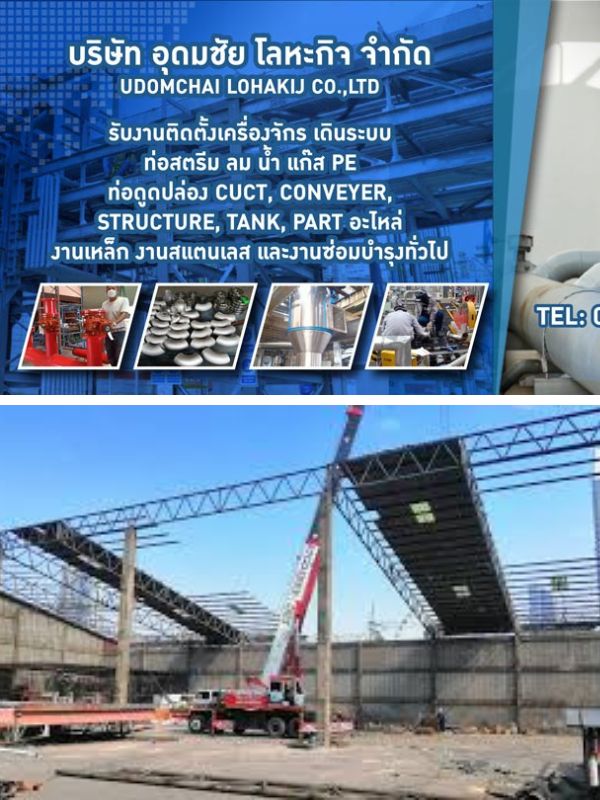 บริษัท อุดมชัย โลหะกิจ จำกัด
UDOMCHAI LOHAKIJ CO.,LTD
รับงานติดตั้งเครื่องจักร เดินระบบ
ท่อสตรีม ลม น้ำ แก๊ส PE
ท่อดูดปล่อง CUCT, CONVEYER,
STRUCTURE, TANK, PART อะไหล่
งานเหล็ก งานสแตนเลส และงานซ่อมบำรุงทั่วไป
TEL: 0